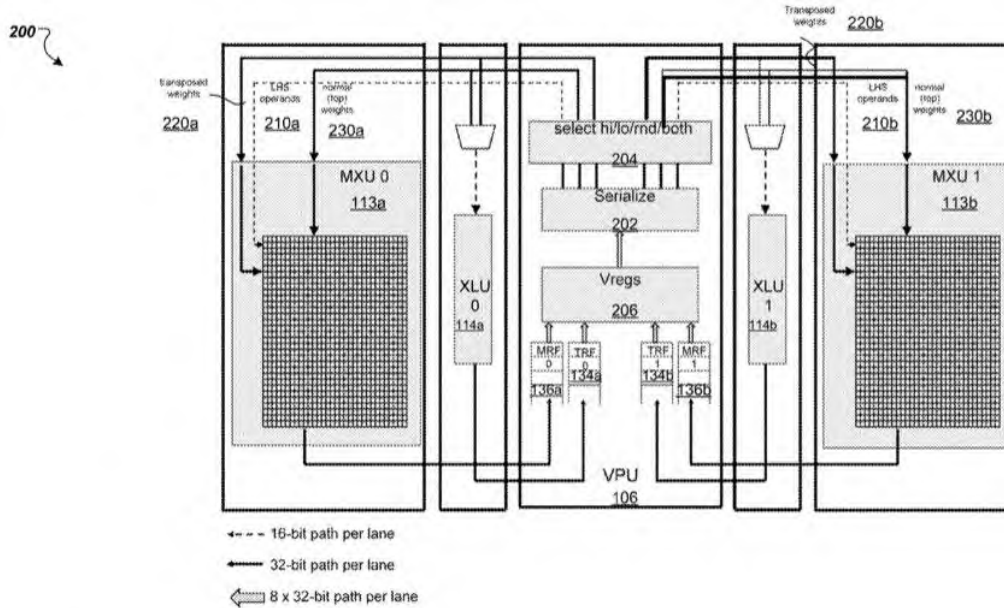 200
transposed
weights
220a
LHS
operands
210a
normal
(top)
weights
230a
Transposed
weights
220b
LHS
operands
210b
normal
(top)
weights
230b
select hi/lo/rnd/both
204
Serialize
202
Vregs
206
MXU 0
113a
XLU
0
114a
MRF
0
136a
TRF
0
134a
TRF
1
134b
MRF
1
136b
XLU
1
114b
MXU 1
113b
VPU
106
16-bit path per lane
32-bit path per lane
8 x 32-bit path per lane